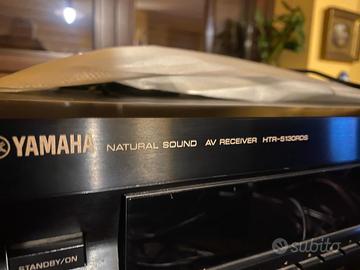 YAMAHA NATURAL SOUND AV RECEIVER HTR-5130RDS
STANDBY/ON
subito